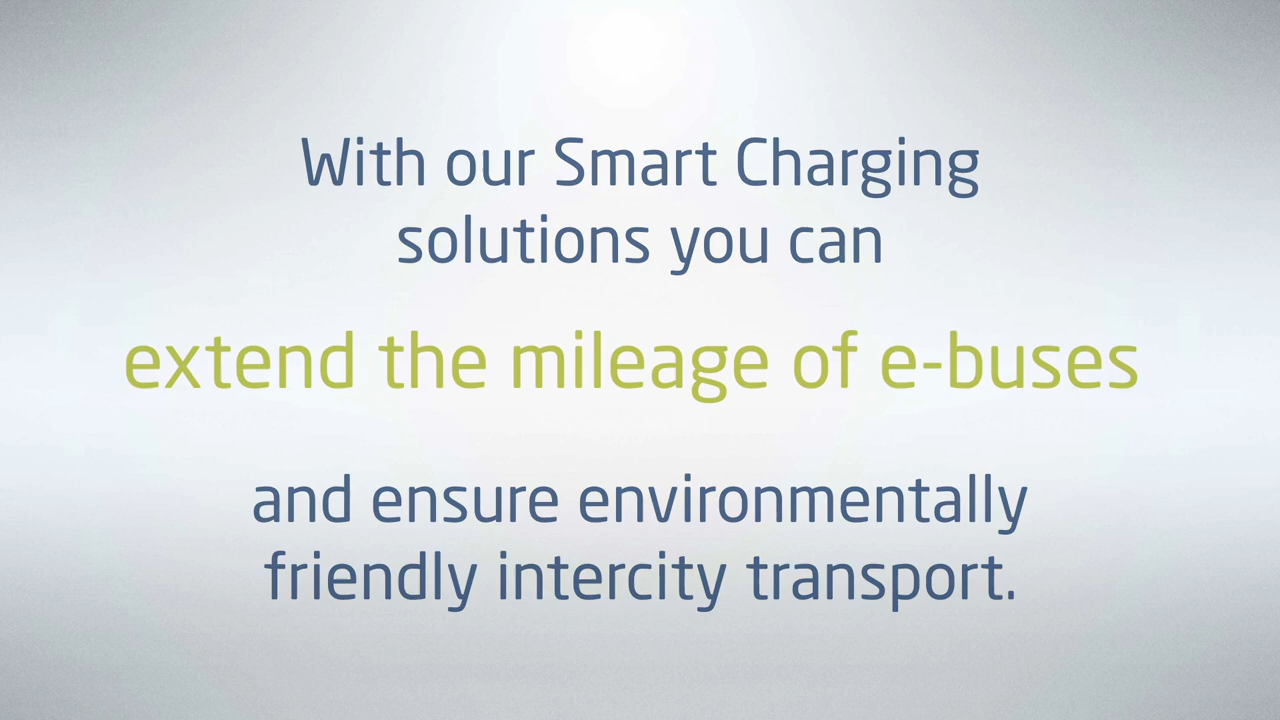 With our Smart Charging
solutions you can
extend the mileage of e-buses
and ensure environmentally
friendly intercity transport.